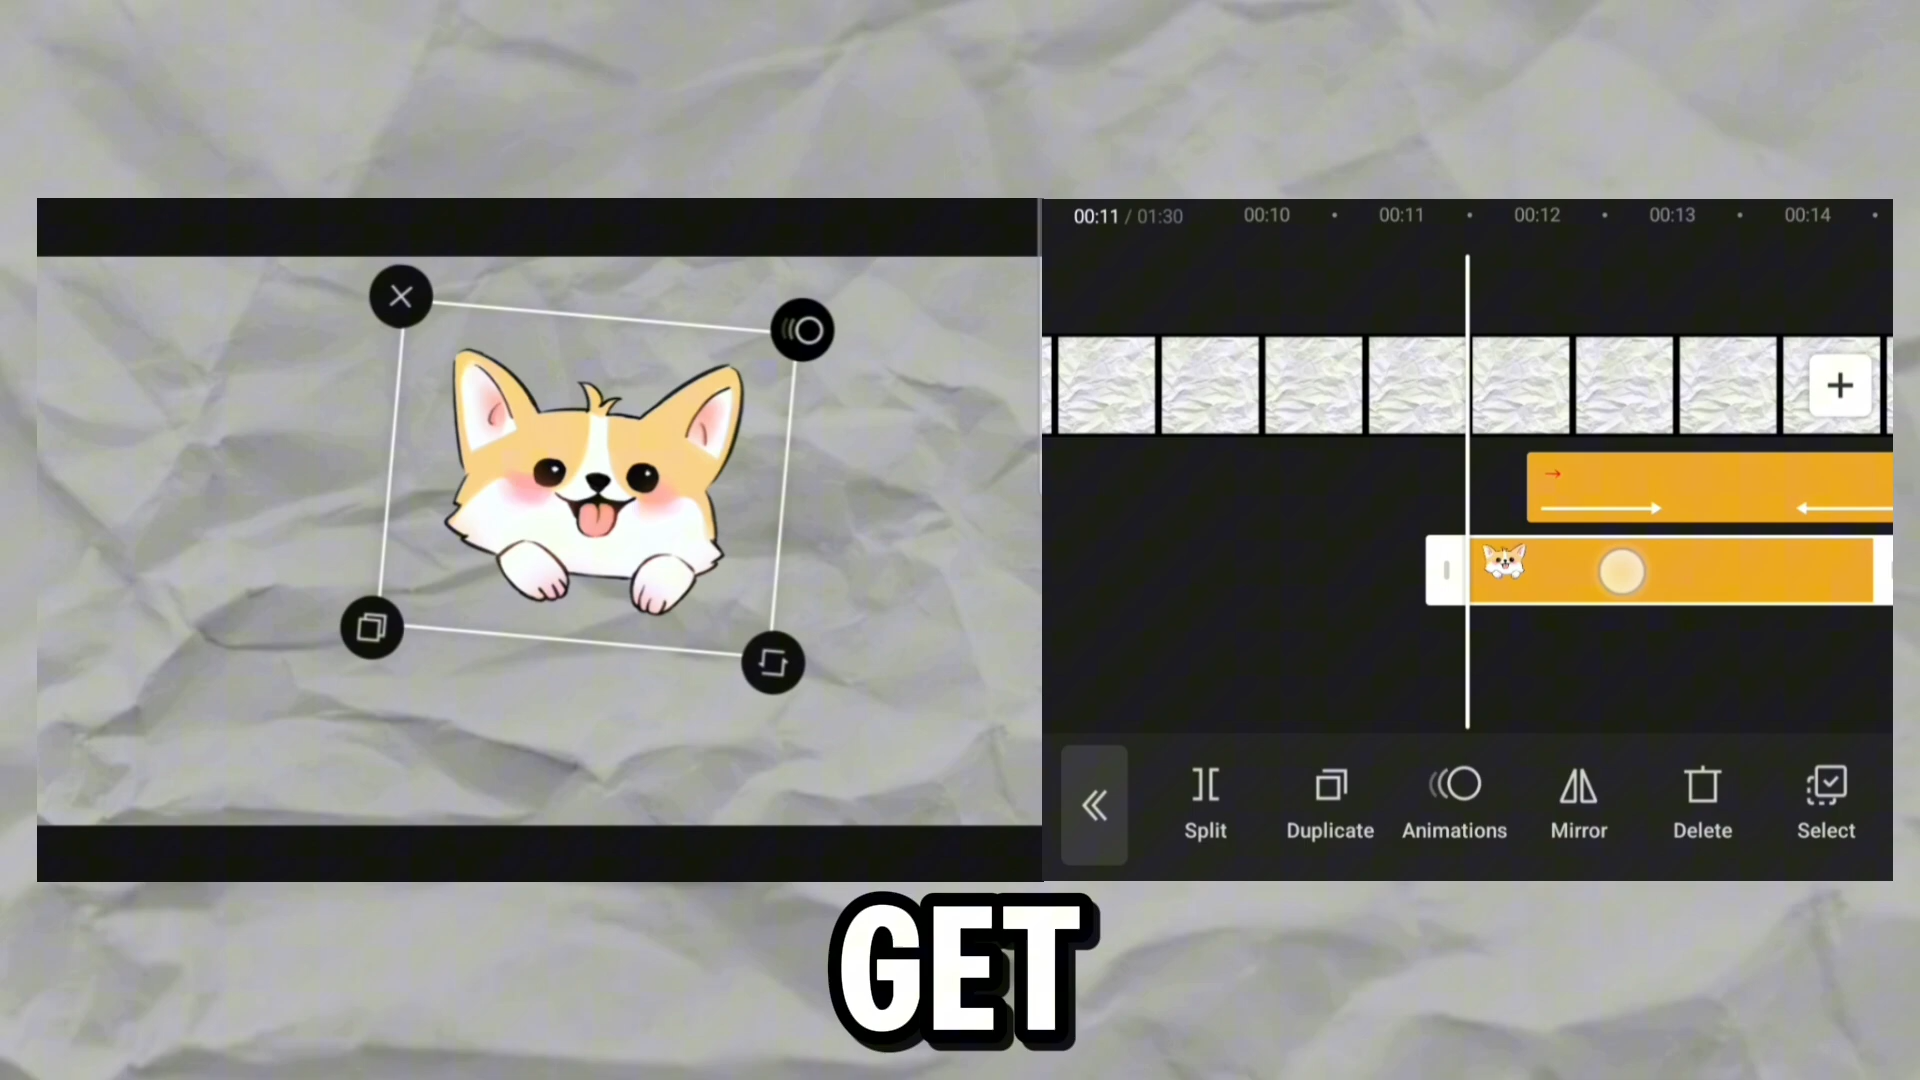 00:11 / 01:30 00:10 00:11 00:12 00:13 00:14
Split Duplicate Animations Mirror Delete Select
GET